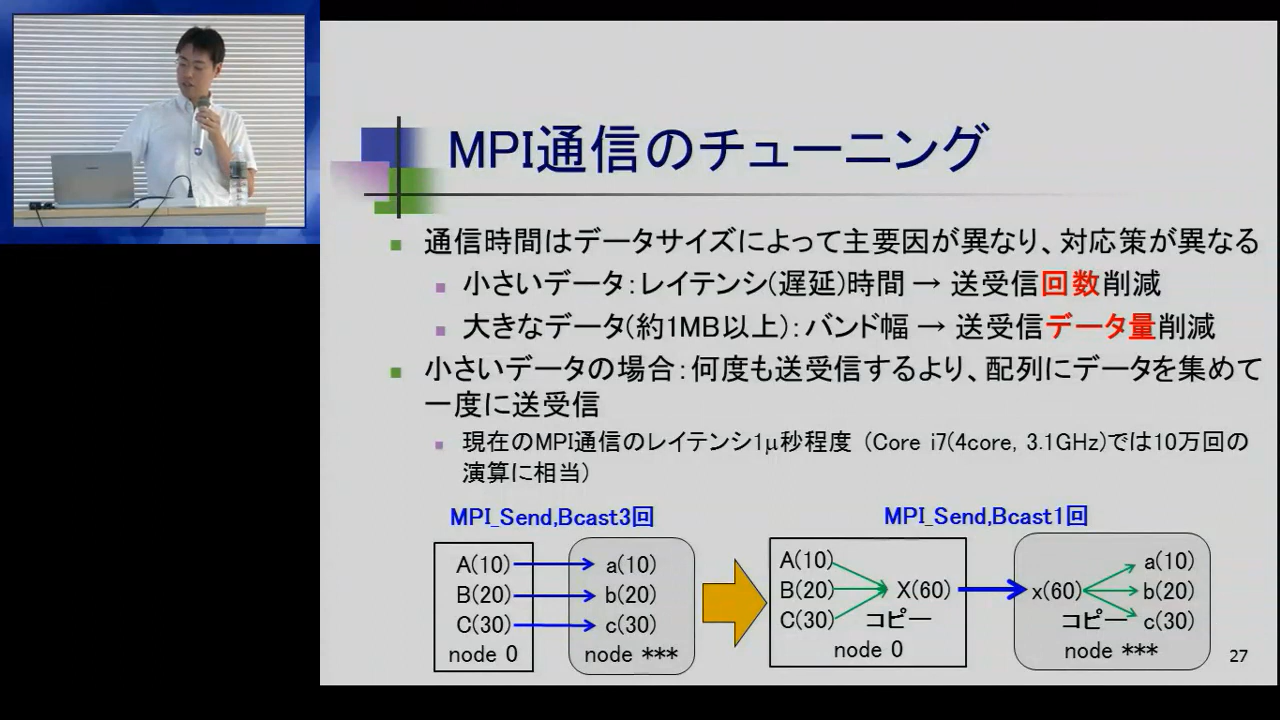 MPI通信のチューニング
通信時間はデータサイズによって主要因が異なり、対応策が異なる
小さいデータ：レイテンシ(遅延)時間 → 送受信回数削減
大きなデータ(約1MB以上)：バンド幅 → 送受信データ量削減
小さいデータの場合：何度も送受信するより、配列にデータを集めて
一度に送受信
現在のMPI通信のレイテンシ1μ秒程度 (Core i7(4core, 3.1GHz)では10万回の
演算に相当)
MPI_Send,Bcast3回
A(10) a(10)
B(20) b(20)
C(30) c(30)
node 0 node ***
MPI_Send,Bcast1回
A(10) a(10)
B(20) X(60) x(60) b(20)
C(30) コピー コピー c(30)
node 0 node ***
27